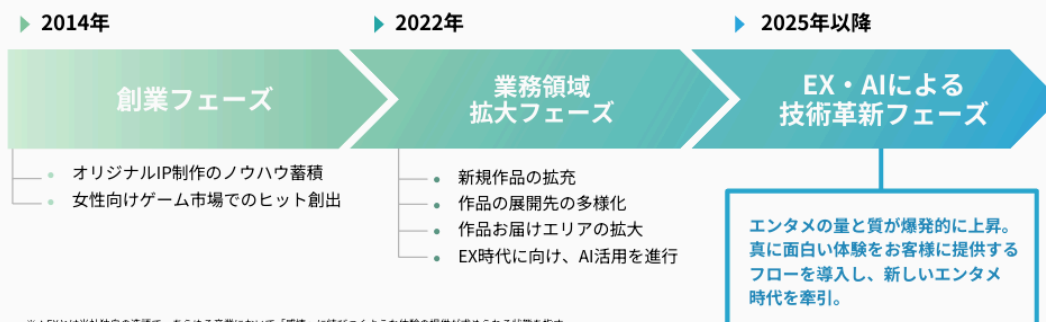 2014年
2022年
2025年以降
創業フェーズ
業務領域
拡大フェーズ
EX・AIによる
技術革新フェーズ
オリジナルIP制作のノウハウ蓄積
女性向けゲーム市場でのヒット創出
新規作品の拡充
作品の展開先の多様化
作品お届けエリアの拡大
EX時代に向け、AI活用を進行
エンタメの量と質が爆発的に上昇。
真に面白い体験をお客様に提供する
フローを導入し、新しいエンタメ
時代を牽引。